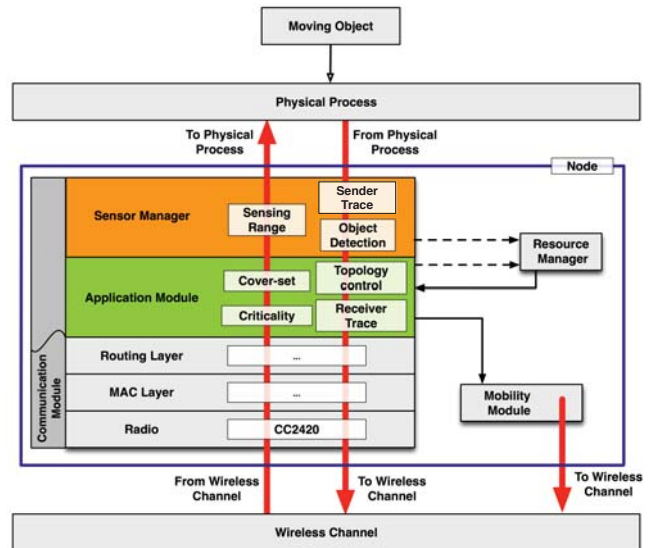 Moving Object
Physical Process
To Physical
Process
From Physical
Process
Node
Sensor Manager
Sensing
Range
Sender
Trace
Object
Detection
Resource
Manager
Application Module
Cover-set
Topology
control
Criticality
Receiver
Trace
Communication
Module
Routing Layer
...
MAC Layer
...
Radio
CC2420
Mobility
Module
From Wireless
Channel
To Wireless
Channel
To Wireless
Channel
Wireless Channel